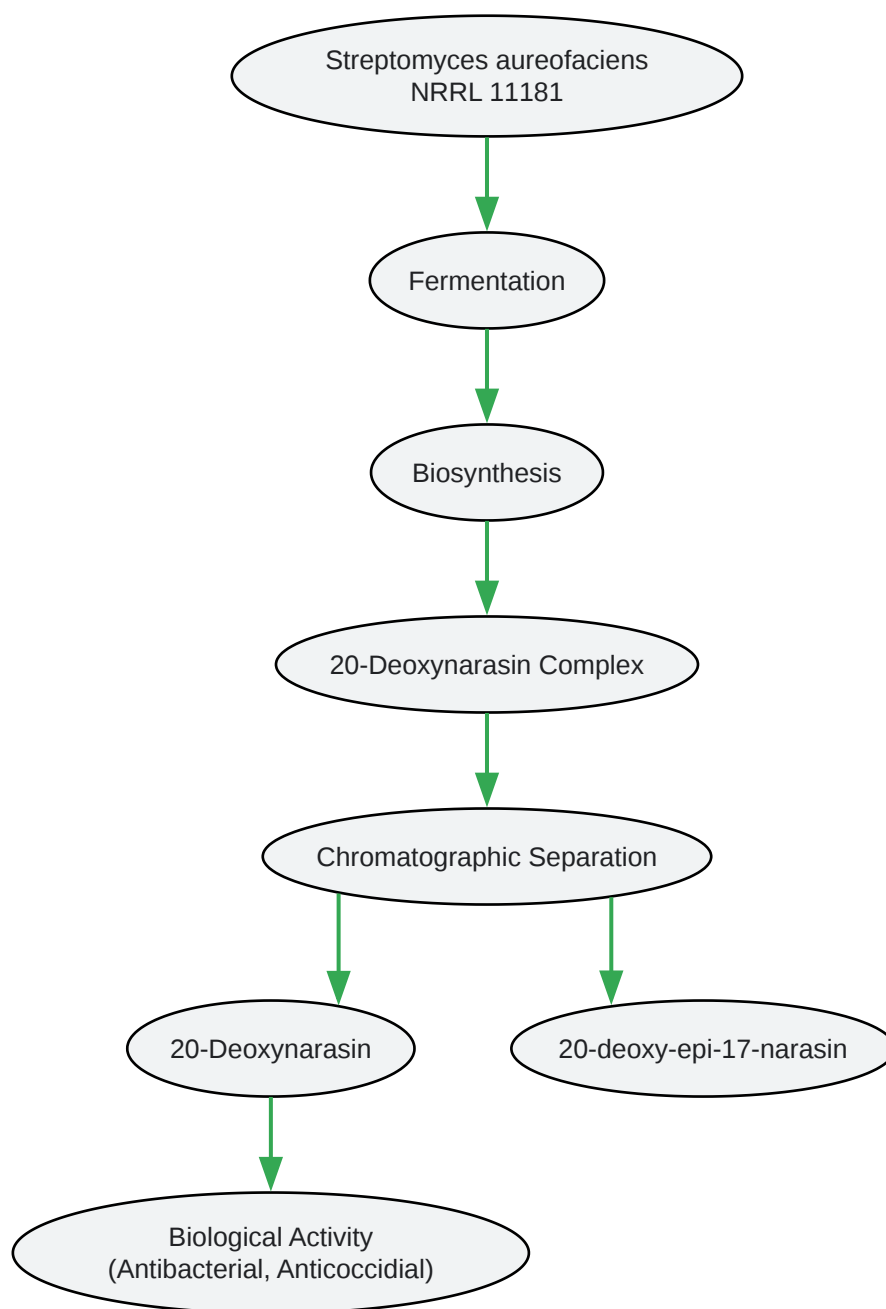 Streptomyces aureofaciens
NRRL 11181
Fermentation
Biosynthesis
20-Deoxynarasin Complex
Chromatographic Separation
20-Deoxynarasin
20-deoxy-epi-17-narasin
Biological Activity
(Antibacterial, Anticoccidial)